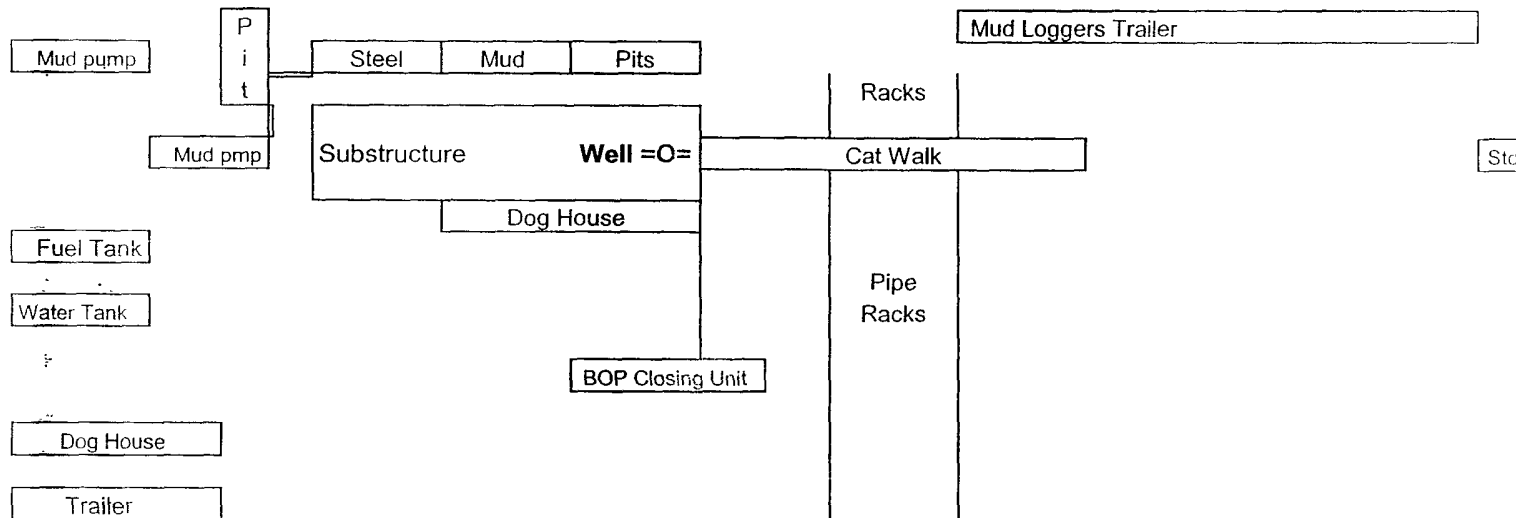 P
i
t
Mud Loggers Trailer
Mud pump
Steel Mud Pits
Racks
Mud pmp
Substructure Well =O=
Cat Walk
Sto
Dog House
Fuel Tank
Pipe
Racks
Water Tank
BOP Closing Unit
Dog House
Trailer